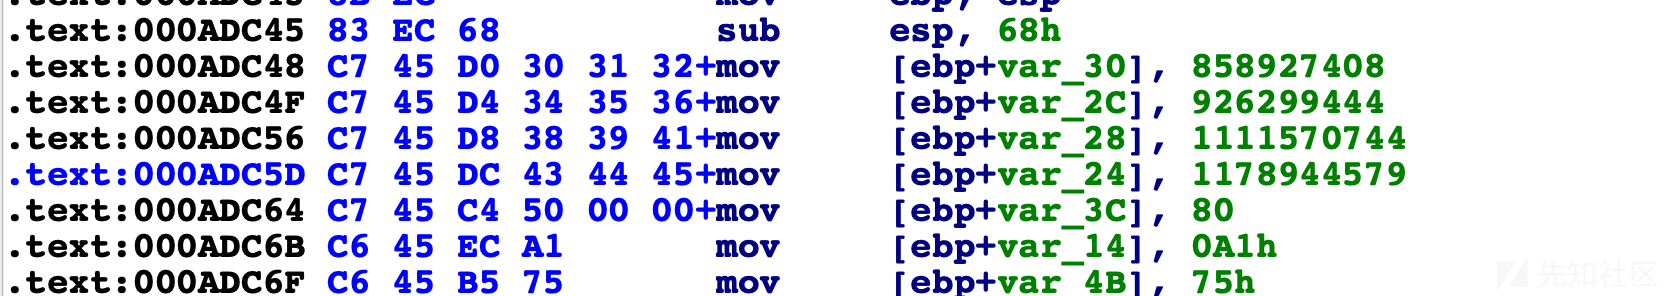 .text:000ADC45 83 EC 68 sub esp, 68h
.text:000ADC48 C7 45 D0 30 31 32+mov [ebp+var_30], 858927408
.text:000ADC4F C7 45 D4 34 35 36+mov [ebp+var_2C], 926299444
.text:000ADC56 C7 45 D8 38 39 41+mov [ebp+var_28], 1111570744
.text:000ADC5D C7 45 DC 43 44 45+mov [ebp+var_24], 1178944579
.text:000ADC64 C7 45 C4 50 00 00+mov [ebp+var_3C], 80
.text:000ADC6B C6 45 EC A1 mov [ebp+var_14], 0A1h
.text:000ADC6F C6 45 B5 75 mov [ebp+var_4B], 75h
先知社区